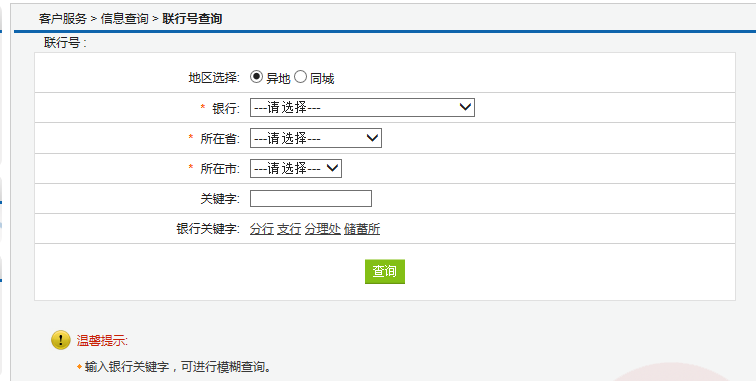 客户服务 > 信息查询 > 联行号查询
联行号 :
地区选择: 异地 同城
* 银行: ---请选择---
* 所在省: ---请选择---
* 所在市: ---请选择---
关键字:
银行关键字: 分行 支行 分理处 储蓄所
查询
温馨提示:
输入银行关键字，可进行模糊查询。